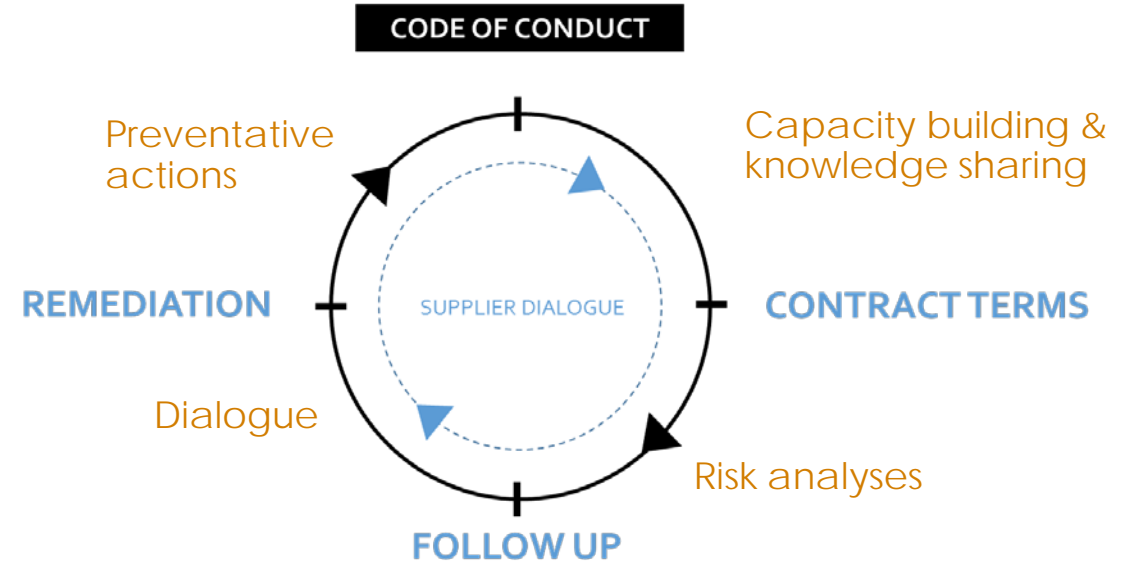 CODE OF CONDUCT
Preventative
actions
Capacity building &
knowledge sharing
REMEDIATION
SUPPLIER DIALOGUE
CONTRACT TERMS
Dialogue
Risk analyses
FOLLOW UP